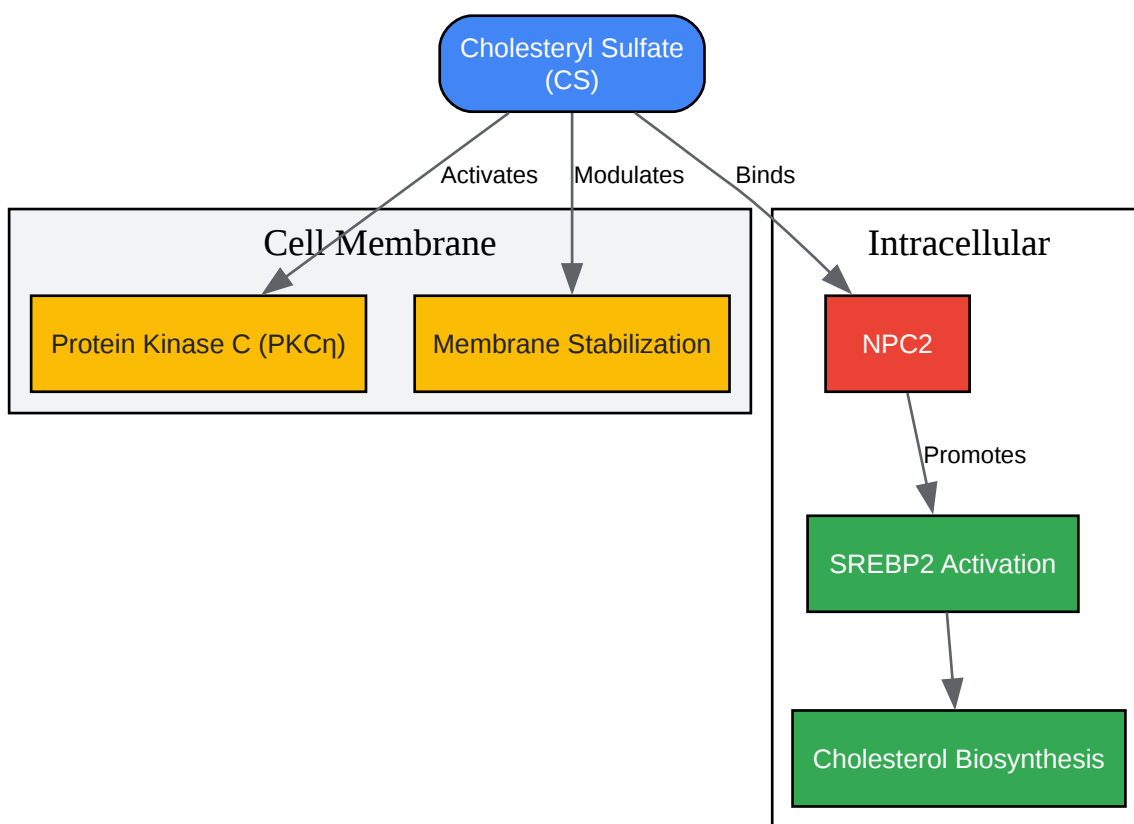 Cholesteryl Sulfate
(CS)
Activates
Modulates
Binds
Cell Membrane
Intracellular
Protein Kinase C (PKCη)
Membrane Stabilization
NPC2
Promotes
SREBP2 Activation
Cholesterol Biosynthesis